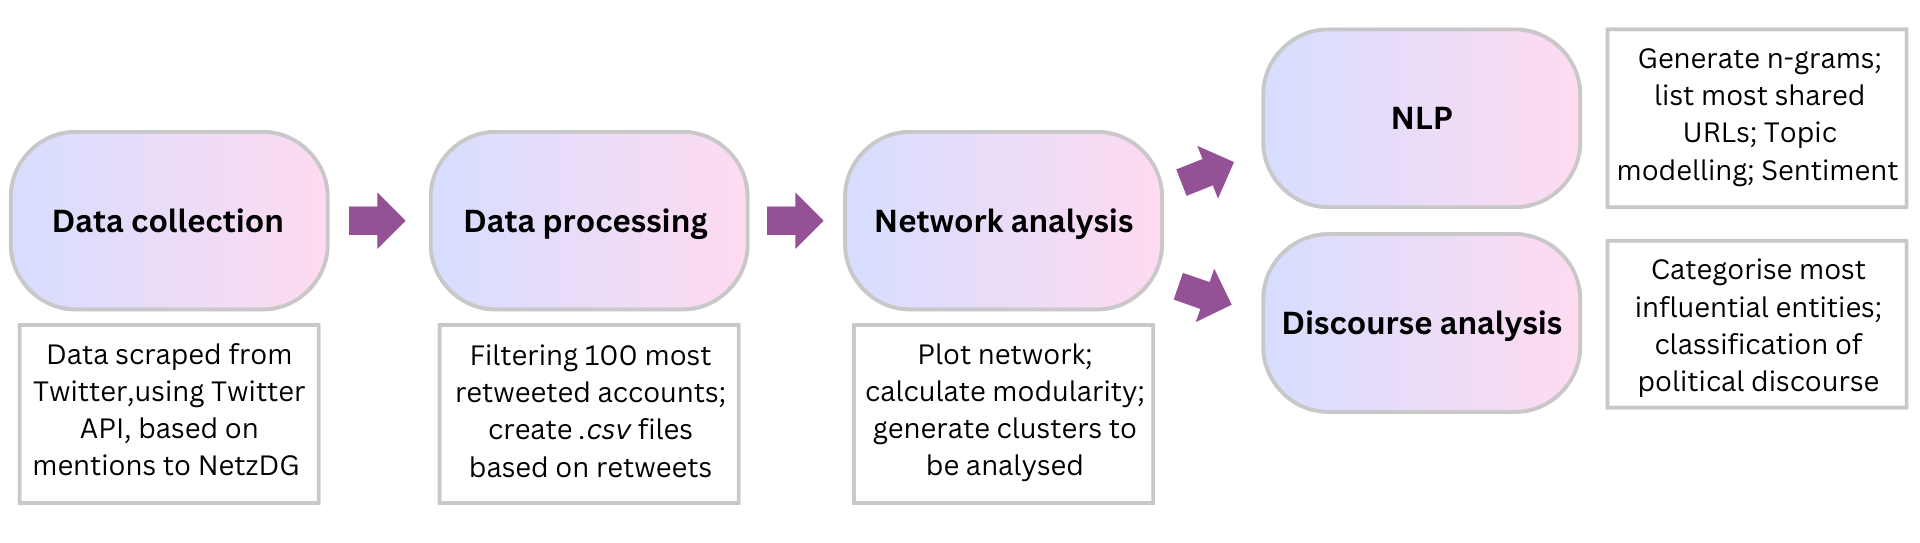 Data collection
Data scraped from
Twitter,using Twitter
API, based on
mentions to NetzDG
Data processing
Filtering 100 most
retweeted accounts;
create .csv files
based on retweets
Network analysis
Plot network;
calculate modularity;
generate clusters to
be analysed
NLP
Generate n-grams;
list most shared
URLs; Topic
modelling; Sentiment
Discourse analysis
Categorise most
influential entities;
classification of
political discourse